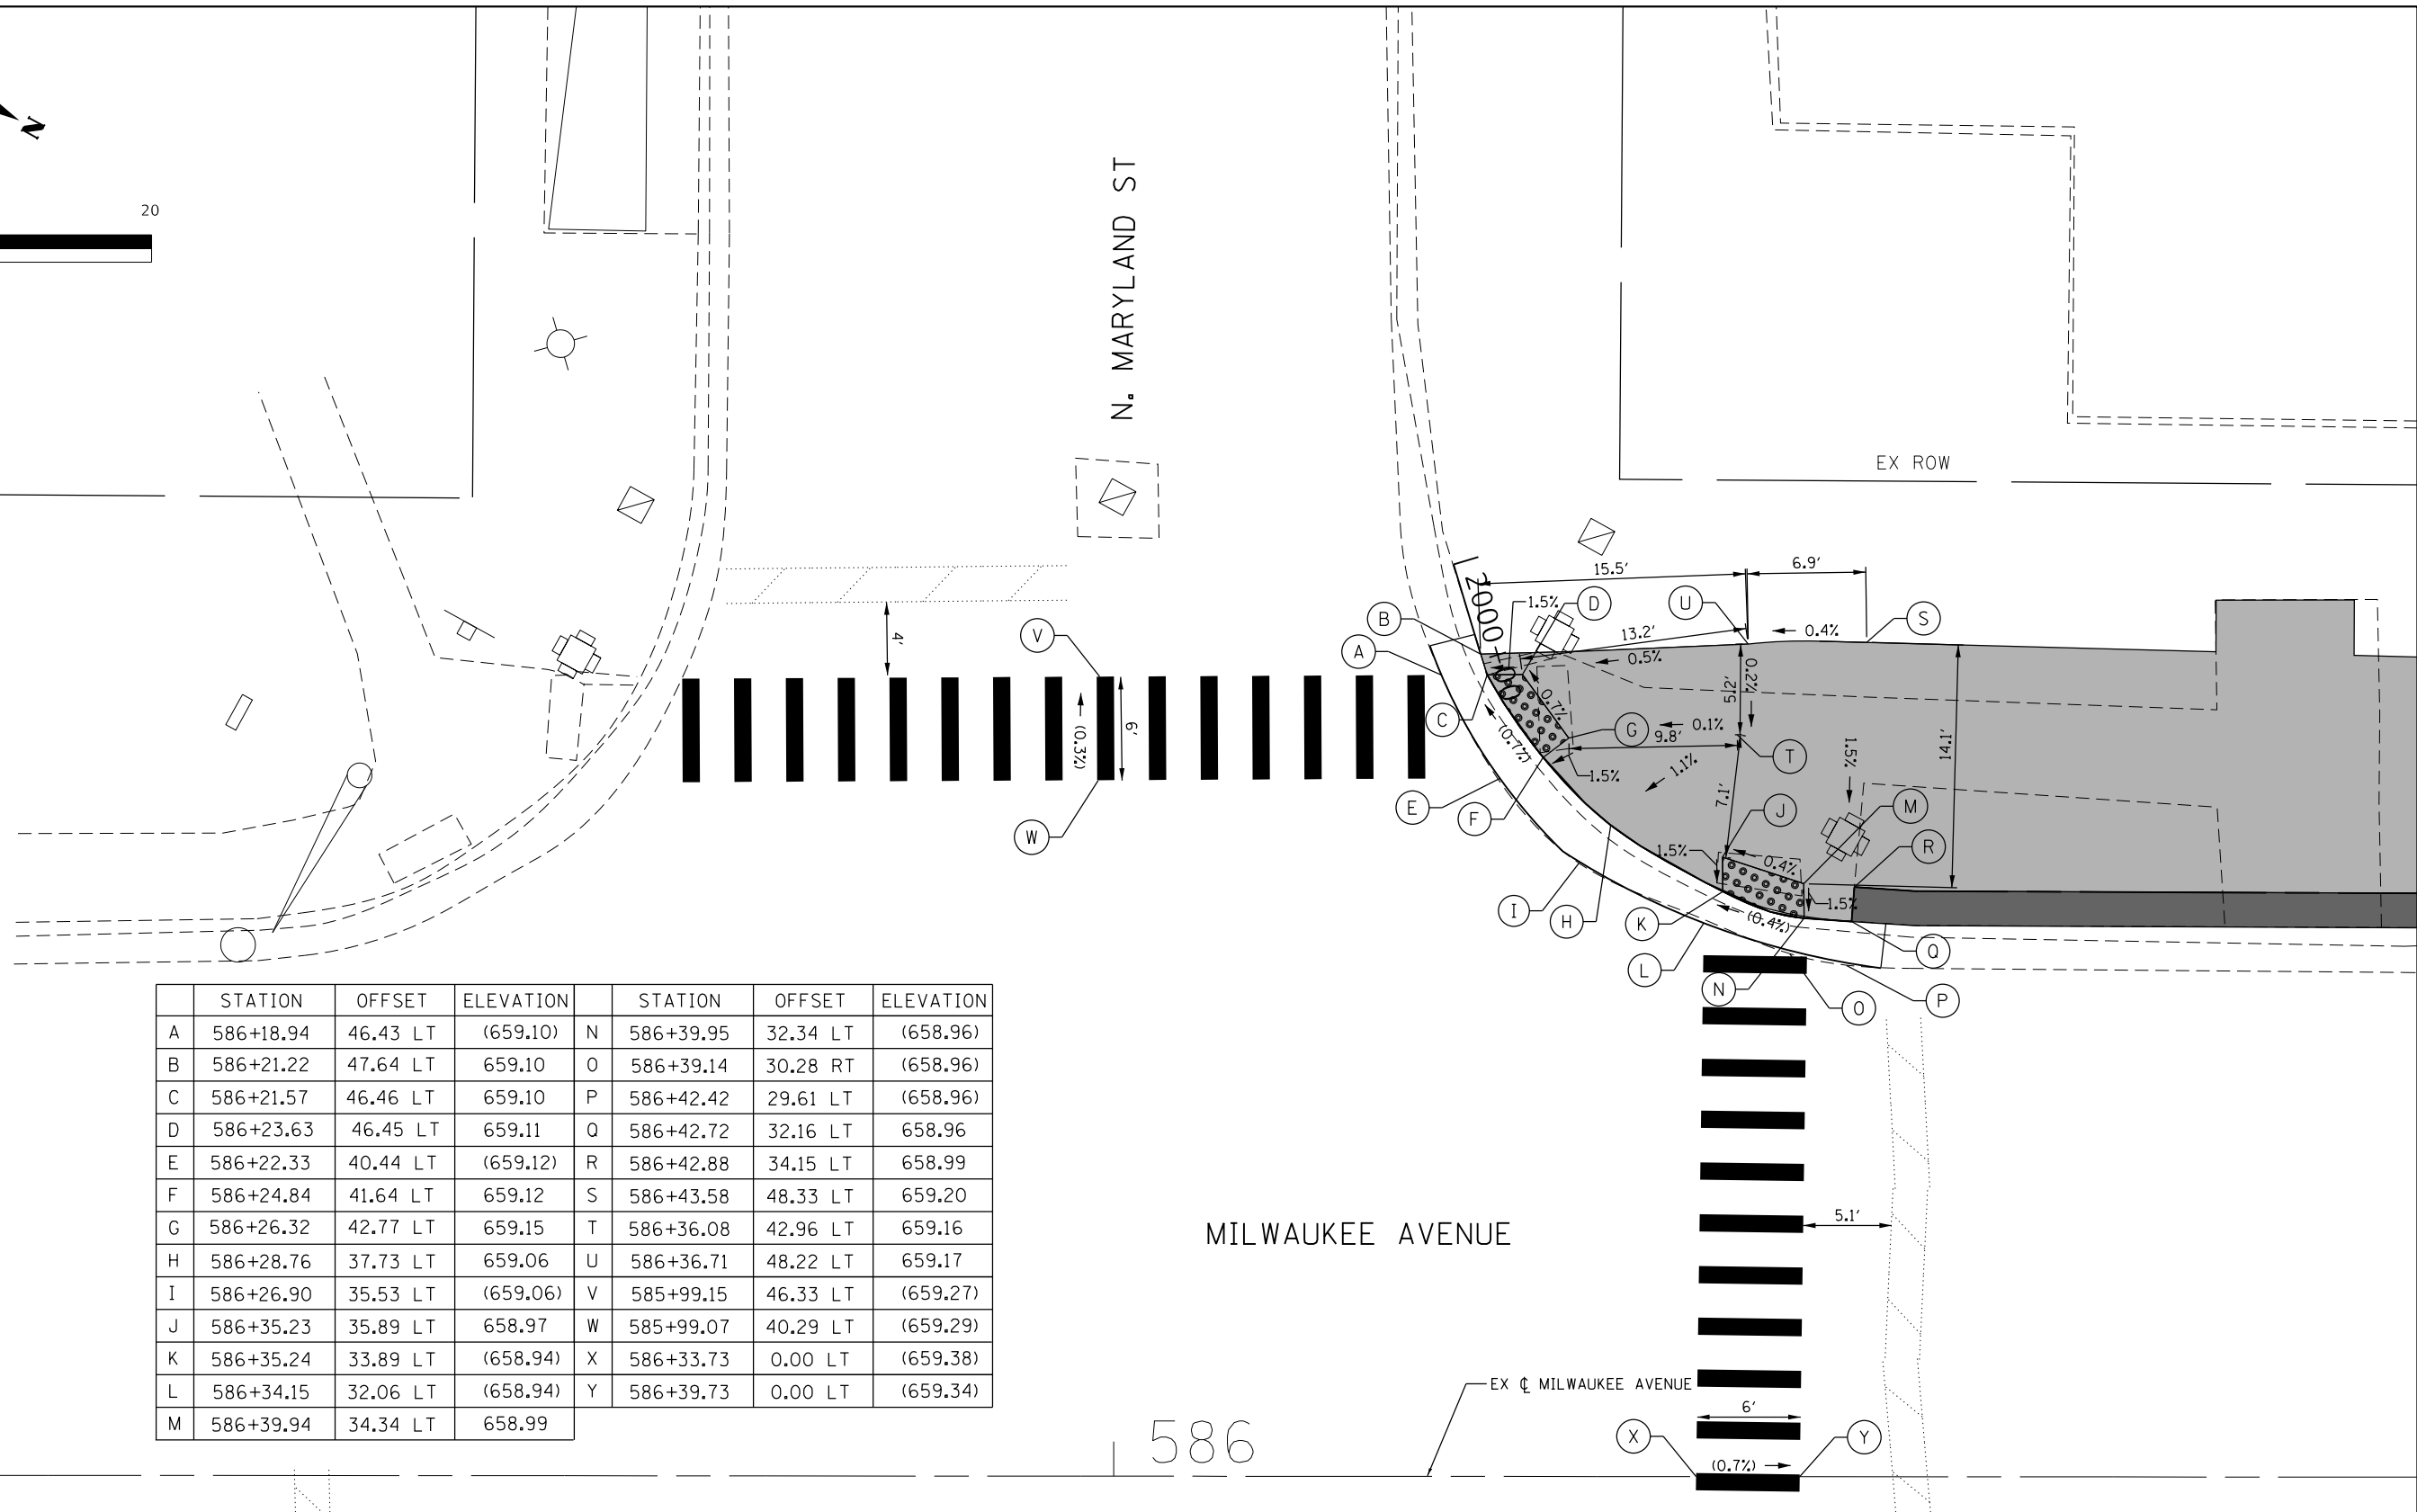 N
20
N. MARYLAND ST
EX ROW
15.5'
6.9'
2000+00
1.5%
D
U
S
B
13.2'
0.4%
V
4'
A
0.5%
0.2%
5.2'
0.7%
C
G
0.1%
6'
(0.3%)
(0.7%)
9.8'
14.1'
T
1.5%
1.5%
1.1%
7.1'
E
F
J
M
W
R
1.5%
0.4%
1.5%
I
H
K
(0.4%)
Q
L
N
O
P
STATION OFFSET ELEVATION STATION OFFSET ELEVATION
A 586+18.94 46.43 LT (659.10) N 586+39.95 32.34 LT (658.96)
B 586+21.22 47.64 LT 659.10 O 586+39.14 30.28 RT (658.96)
C 586+21.57 46.46 LT 659.10 P 586+42.42 29.61 LT (658.96)
D 586+23.63 46.45 LT 659.11 Q 586+42.72 32.16 LT 658.96
E 586+22.33 40.44 LT (659.12) R 586+42.88 34.15 LT 658.99
F 586+24.84 41.64 LT 659.12 S 586+43.58 48.33 LT 659.20
G 586+26.32 42.77 LT 659.15 T 586+36.08 42.96 LT 659.16
H 586+28.76 37.73 LT 659.06 U 586+36.71 48.22 LT 659.17
I 586+26.90 35.53 LT (659.06) V 585+99.15 46.33 LT (659.27)
J 586+35.23 35.89 LT 658.97 W 585+99.07 40.29 LT (659.29)
K 586+35.24 33.89 LT (658.94) X 586+33.73 0.00 LT (659.38)
L 586+34.15 32.06 LT (658.94) Y 586+39.73 0.00 LT (659.34)
M 586+39.94 34.34 LT 658.99
5.1'
MILWAUKEE AVENUE
EX ℄ MILWAUKEE AVENUE
6'
586
X
Y
(0.7%)